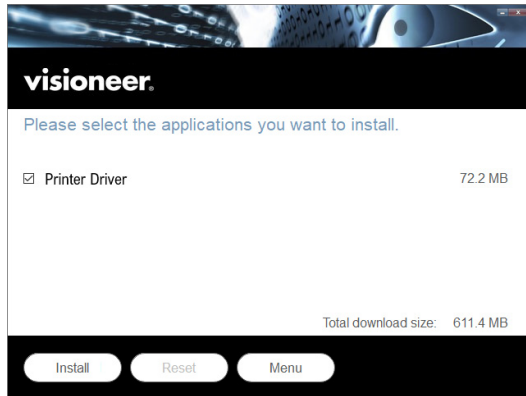 visioneer.
Please select the applications you want to install.
Printer Driver 72.2 MB
Total download size: 611.4 MB
Install Reset Menu